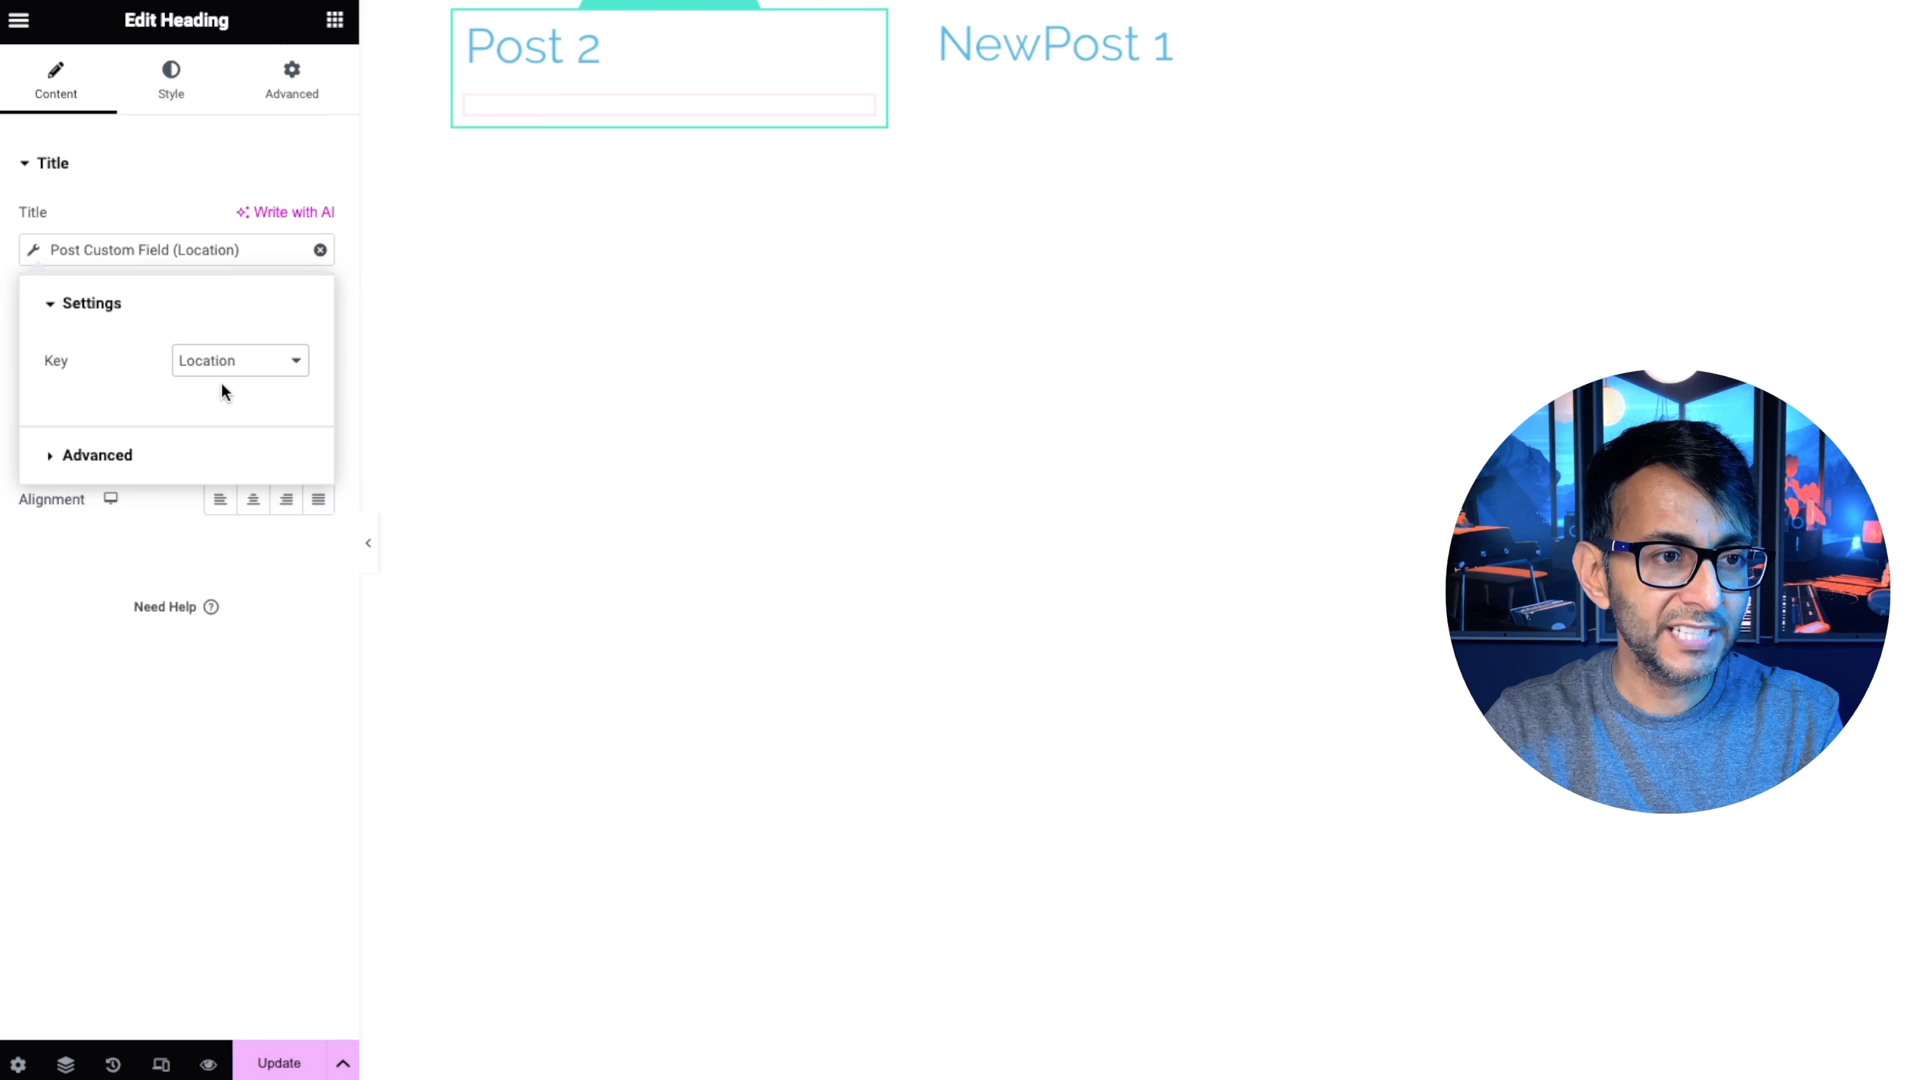 Edit Heading
Content
Style
Advanced
Title
Title
Write with AI
Post Custom Field (Location)
Settings
Key
Location
Advanced
Alignment
Need Help
Update
Post 2
NewPost 1